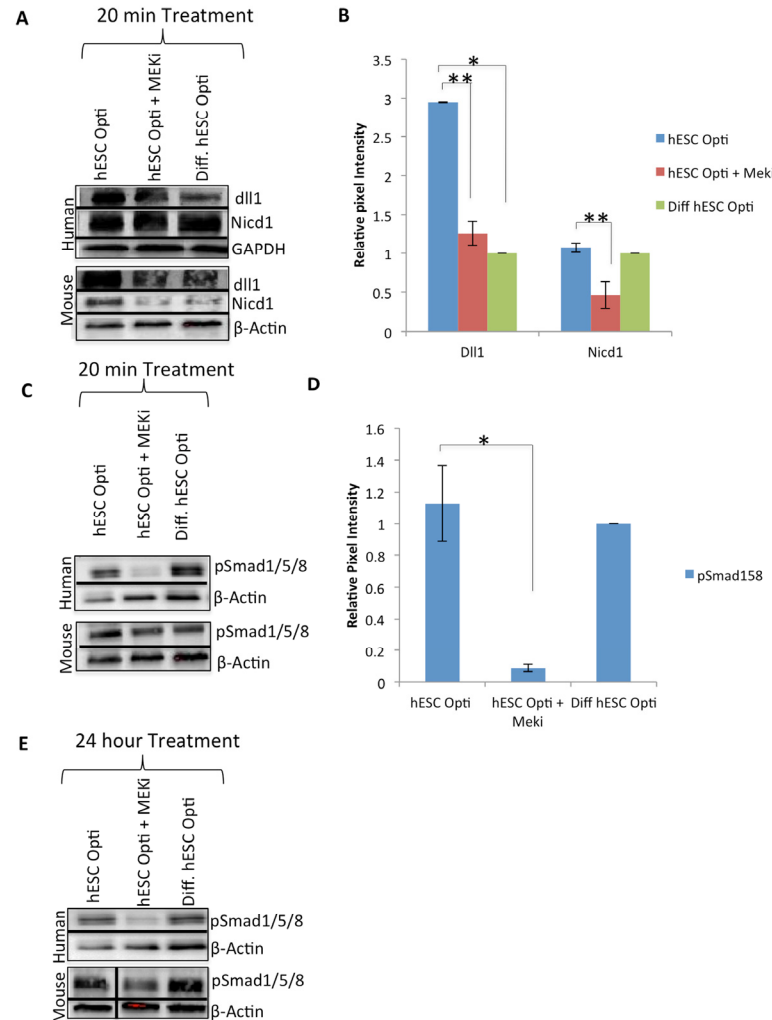 A
20 min Treatment
hESC Opti
hESC Opti + MEKi
Diff. hESC Opti
Human
dll1
Nicd1
GAPDH
Mouse
dll1
Nicd1
β-Actin
B
Relative pixel Intensity
3.5
3
2.5
2
1.5
1
0.5
0
*
**
**
Dll1
Nicd1
hESC Opti
hESC Opti + Meki
Diff hESC Opti
C
20 min Treatment
hESC Opti
hESC Opti + MEKi
Diff. hESC Opti
Human
pSmad1/5/8
β-Actin
Mouse
pSmad1/5/8
β-Actin
D
Relative Pixel Intensity
1.6
1.4
1.2
1
0.8
0.6
0.4
0.2
0
*
hESC Opti
hESC Opti +
Meki
Diff hESC Opti
pSmad158
E
24 hour Treatment
hESC Opti
hESC Opti + MEKi
Diff. hESC Opti
Human
pSmad1/5/8
β-Actin
Mouse
pSmad1/5/8
β-Actin